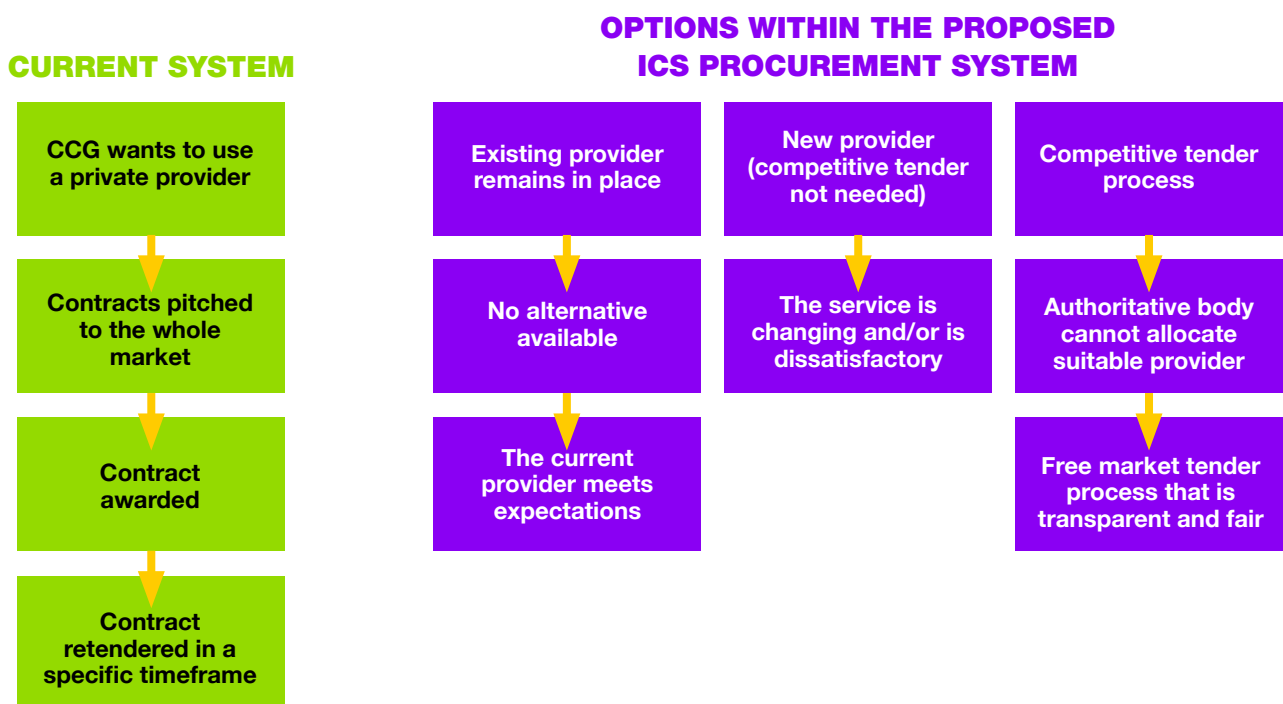 CURRENT SYSTEM
CCG wants to use
a private provider
Contracts pitched
to the whole
market
Contract
awarded
Contract
retendered in a
specific timeframe
OPTIONS WITHIN THE PROPOSED
ICS PROCUREMENT SYSTEM
Existing provider
remains in place
No alternative
available
The current
provider meets
expectations
New provider
(competitive tender
not needed)
The service is
changing and/or is
dissatisfactory
Competitive tender
process
Authoritative body
cannot allocate
suitable provider
Free market tender
process that is
transparent and fair